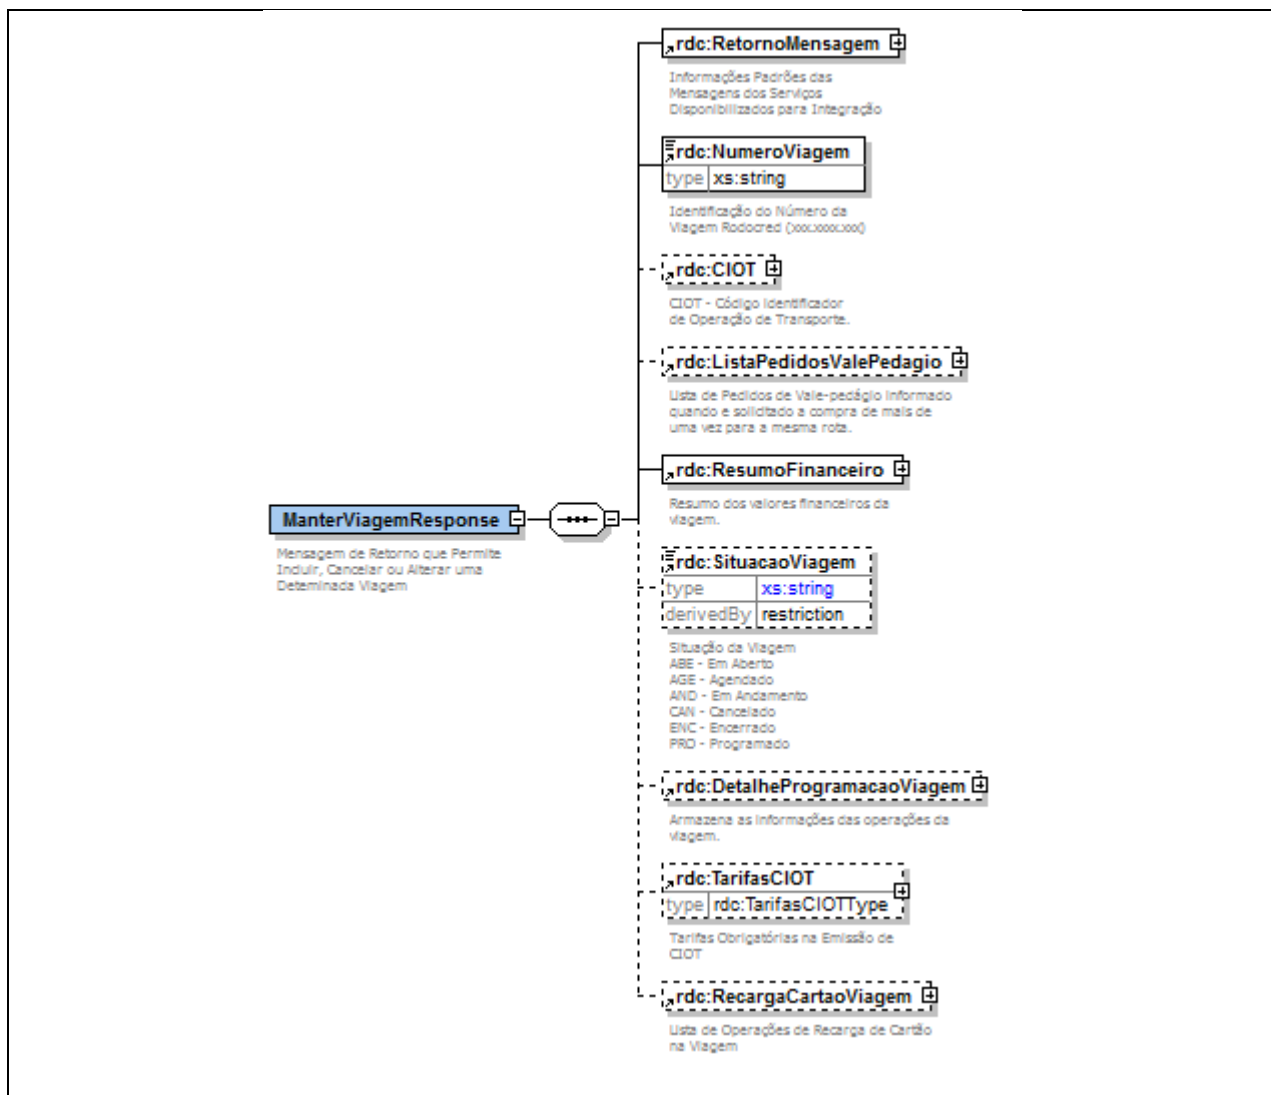 rdc:RetornoMensagem
Informações Padrões das
Mensagens dos Serviços
Disponibilizados para Integração
rdc:NumeroViagem
type xs:string
Identificação do Número da
Viagem Rodocred (xxx.xxxx.xxx)
rdc:CIOT
CIOT - Código Identificador
de Operação de Transporte.
rdc:ListaPedidosValePedagio
Lista de Pedidos de Vale-pedágio Informado
quando e solicitado a compra de mais de
uma vez para a mesma rota.
rdc:ResumoFinanceiro
Resumo dos valores financeiros da
viagem.
ManterViagemResponse
Mensagem de Retorno que Permite
Incluir, Cancelar ou Alterar uma
Deteminada Viagem
rdc:SituacaoViagem
type xs:string
derivedBy restriction
Situação da Viagem
ABE - Em Aberto
AGE - Agendado
AND - Em Andamento
CAN - Cancelado
ENC - Encerrado
PRO - Programado
rdc:DetalheProgramacaoViagem
Armazena as informações das operações da
viagem.
rdc:TarifasCIOT
type rdc:TarifasCIOTType
Tarifas Obrigatórias na Emissão de
CIOT
rdc:RecargaCartaoViagem
Lista de Operações de Recarga de Cartão
na Viagem